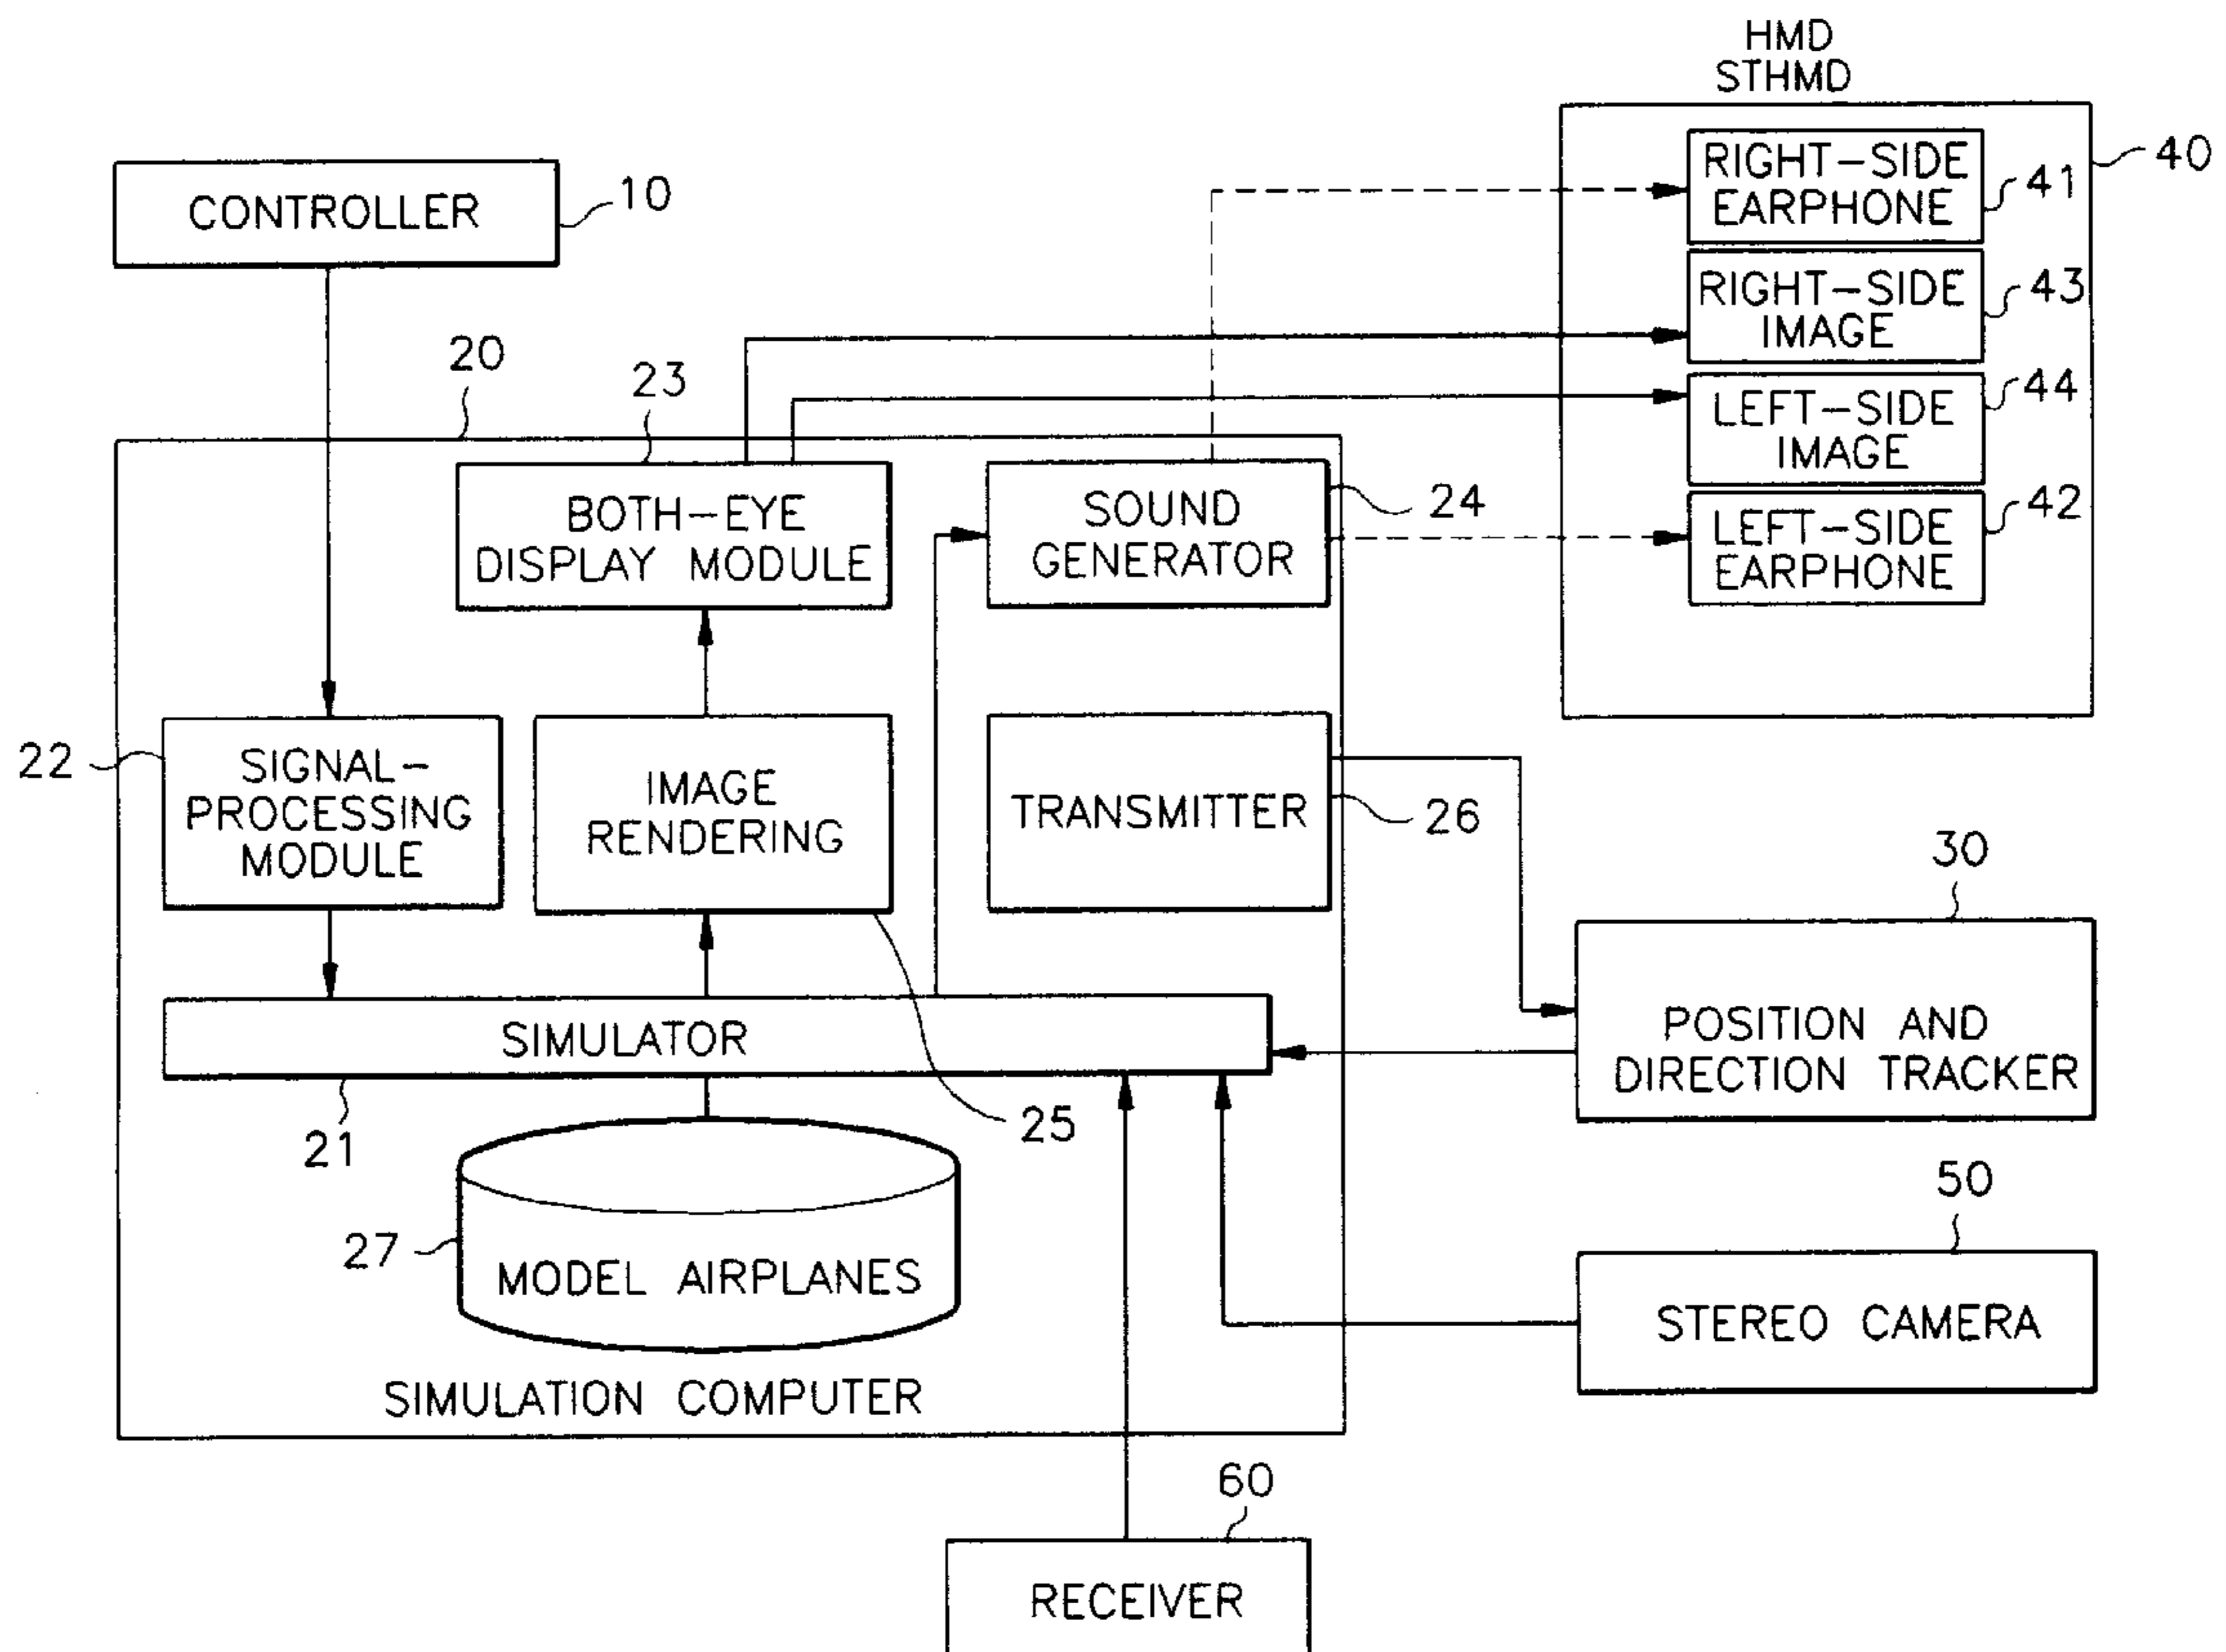 HMD
STHMD
40
RIGHT-SIDE
EARPHONE
41
CONTROLLER
10
RIGHT-SIDE
IMAGE
43
20
23
LEFT-SIDE
IMAGE
44
BOTH-EYE
DISPLAY MODULE
SOUND
GENERATOR
24
LEFT-SIDE
EARPHONE
42
22
SIGNAL-
PROCESSING
MODULE
IMAGE
RENDERING
TRANSMITTER
26
30
SIMULATOR
POSITION AND
DIRECTION TRACKER
21
25
27
MODEL AIRPLANES
50
STEREO CAMERA
SIMULATION COMPUTER
60
RECEIVER